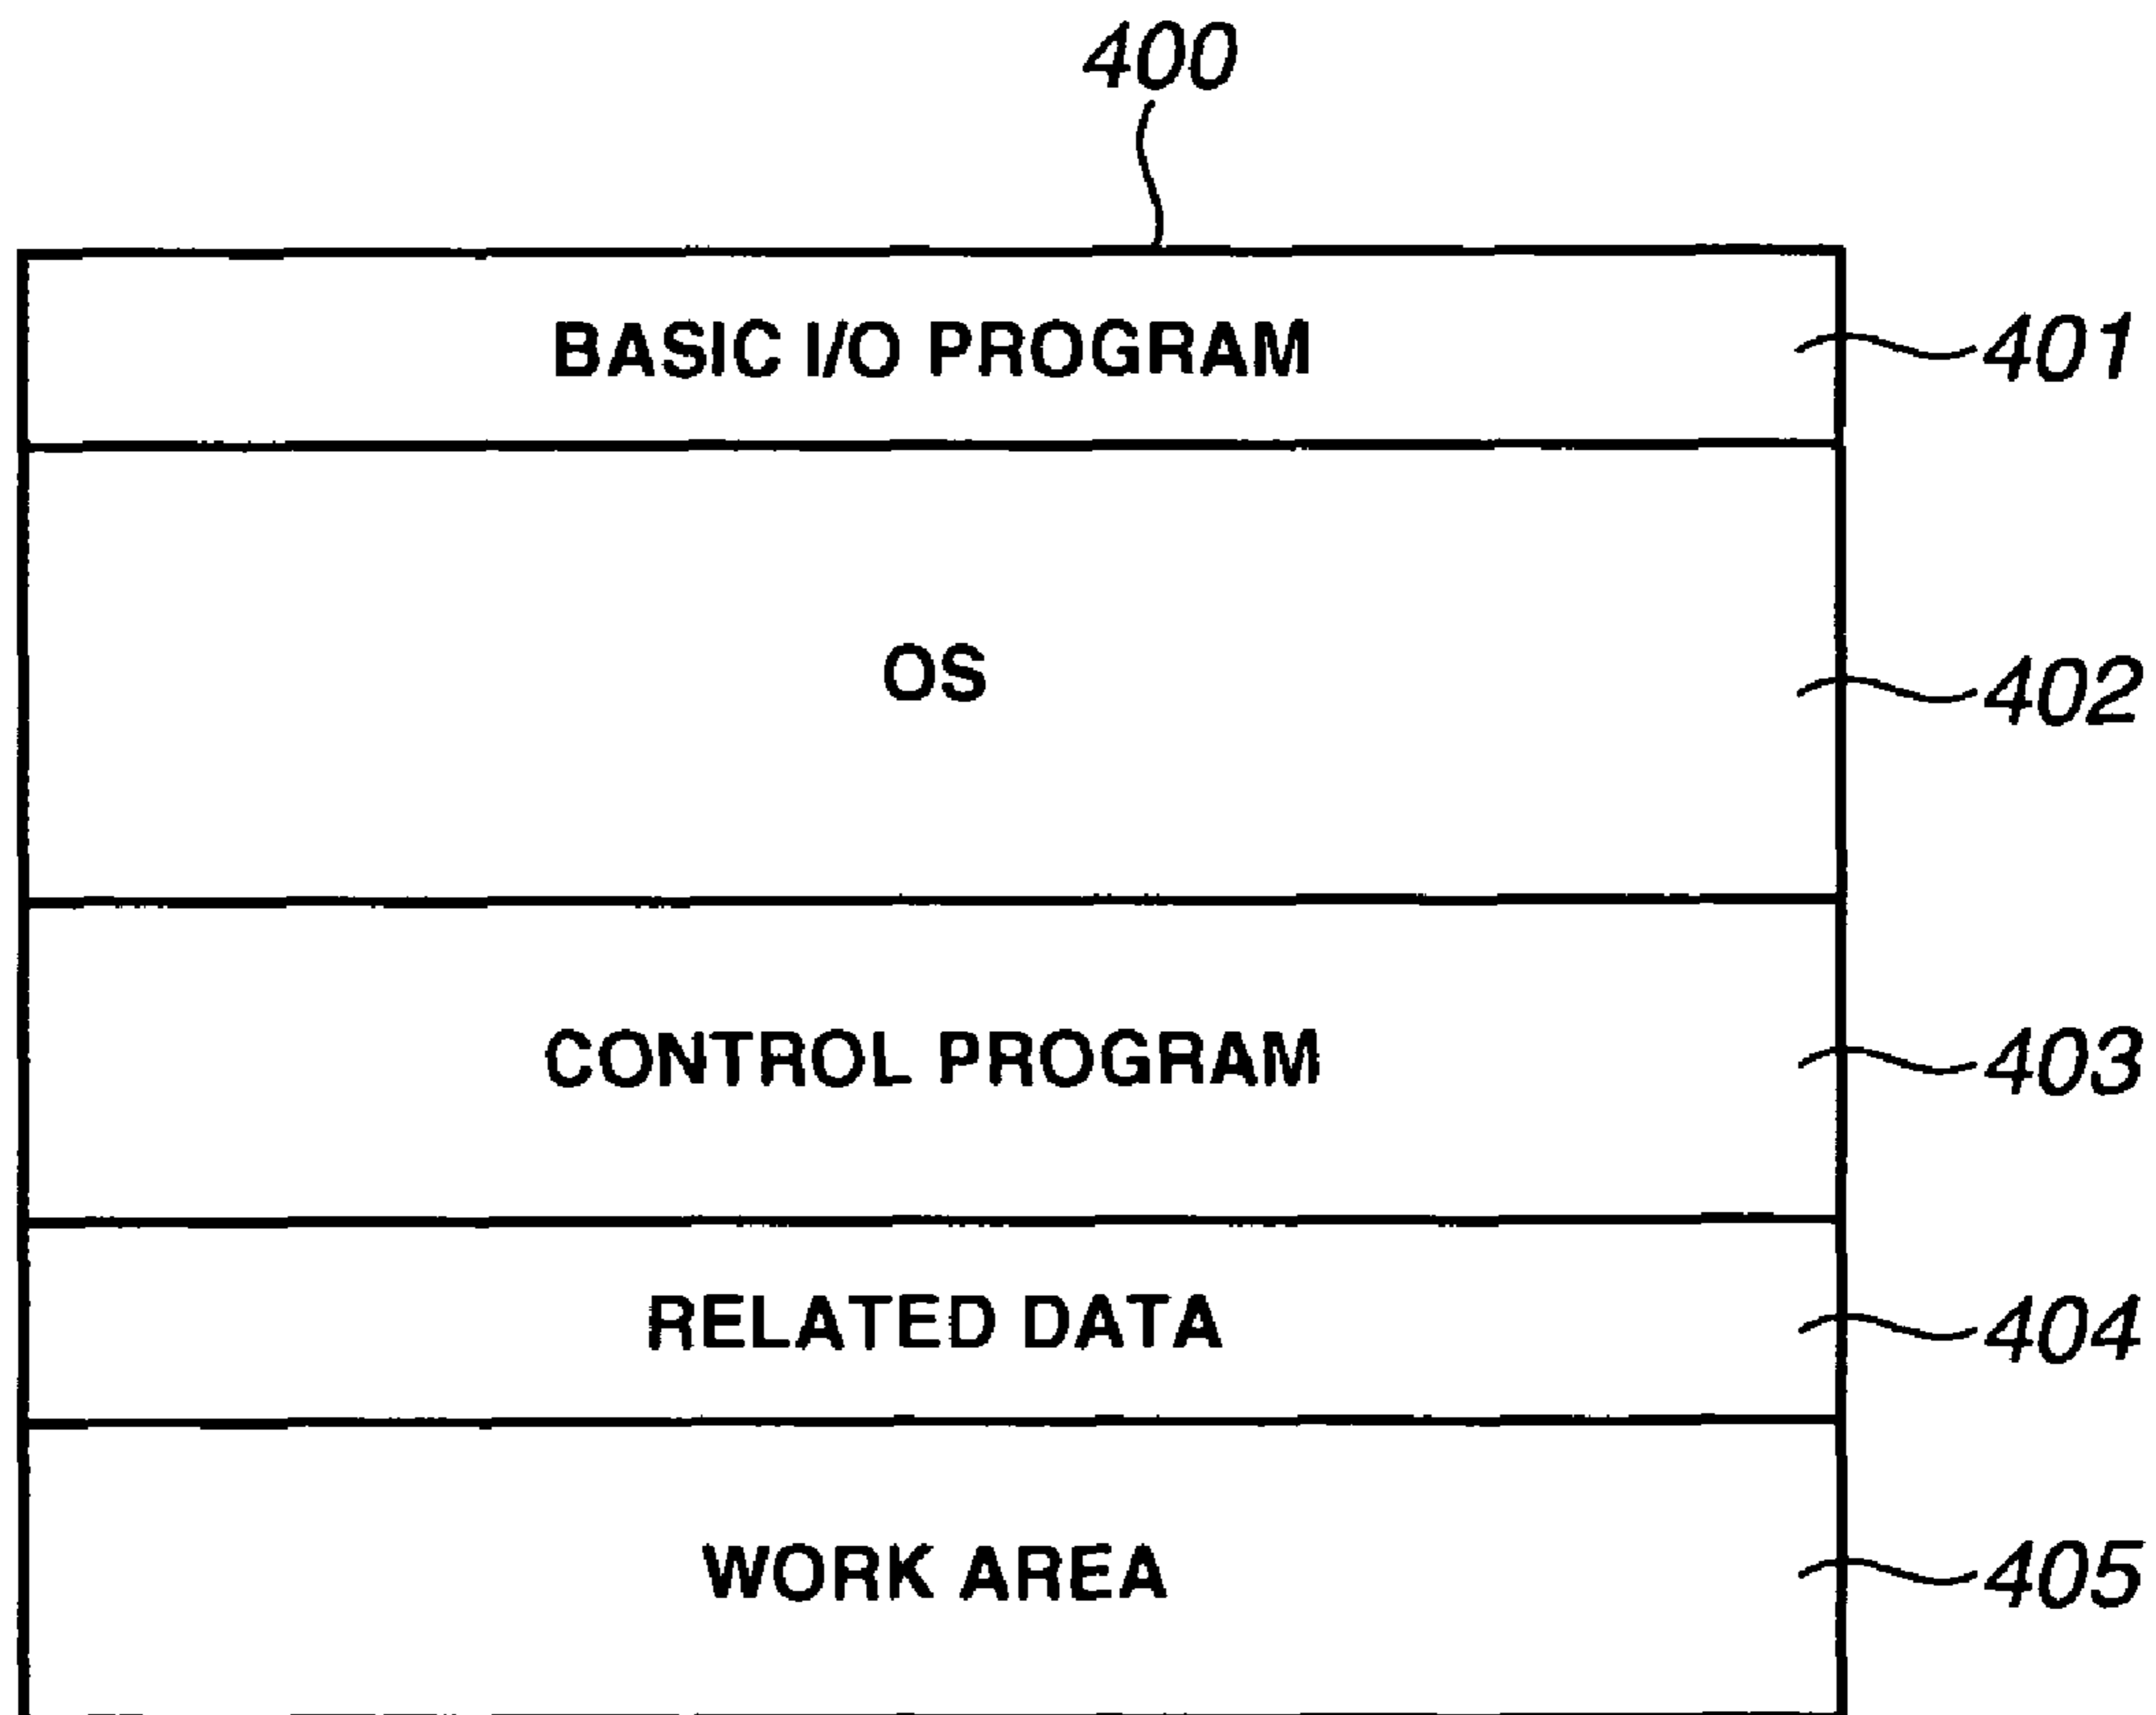 400
BASIC I/O PROGRAM 401
OS 402
CONTROL PROGRAM 403
RELATED DATA 404
WORK AREA 405